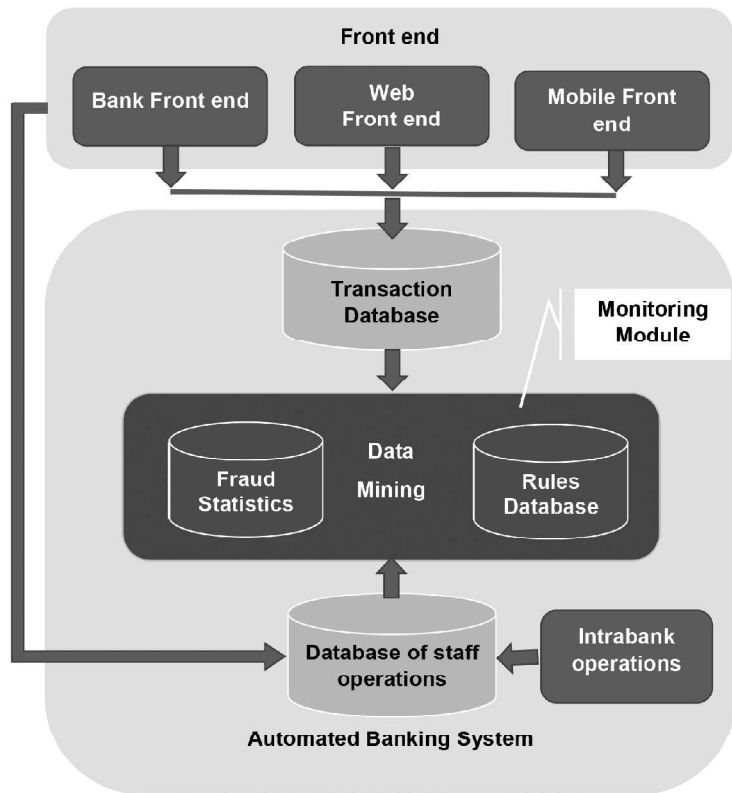 Front end
Bank Front end
Web
Front end
Mobile Front
end
Transaction
Database
Monitoring
Module
Fraud
Statistics
Data
Mining
Rules
Database
Database of staff
operations
Intrabank
operations
Automated Banking System